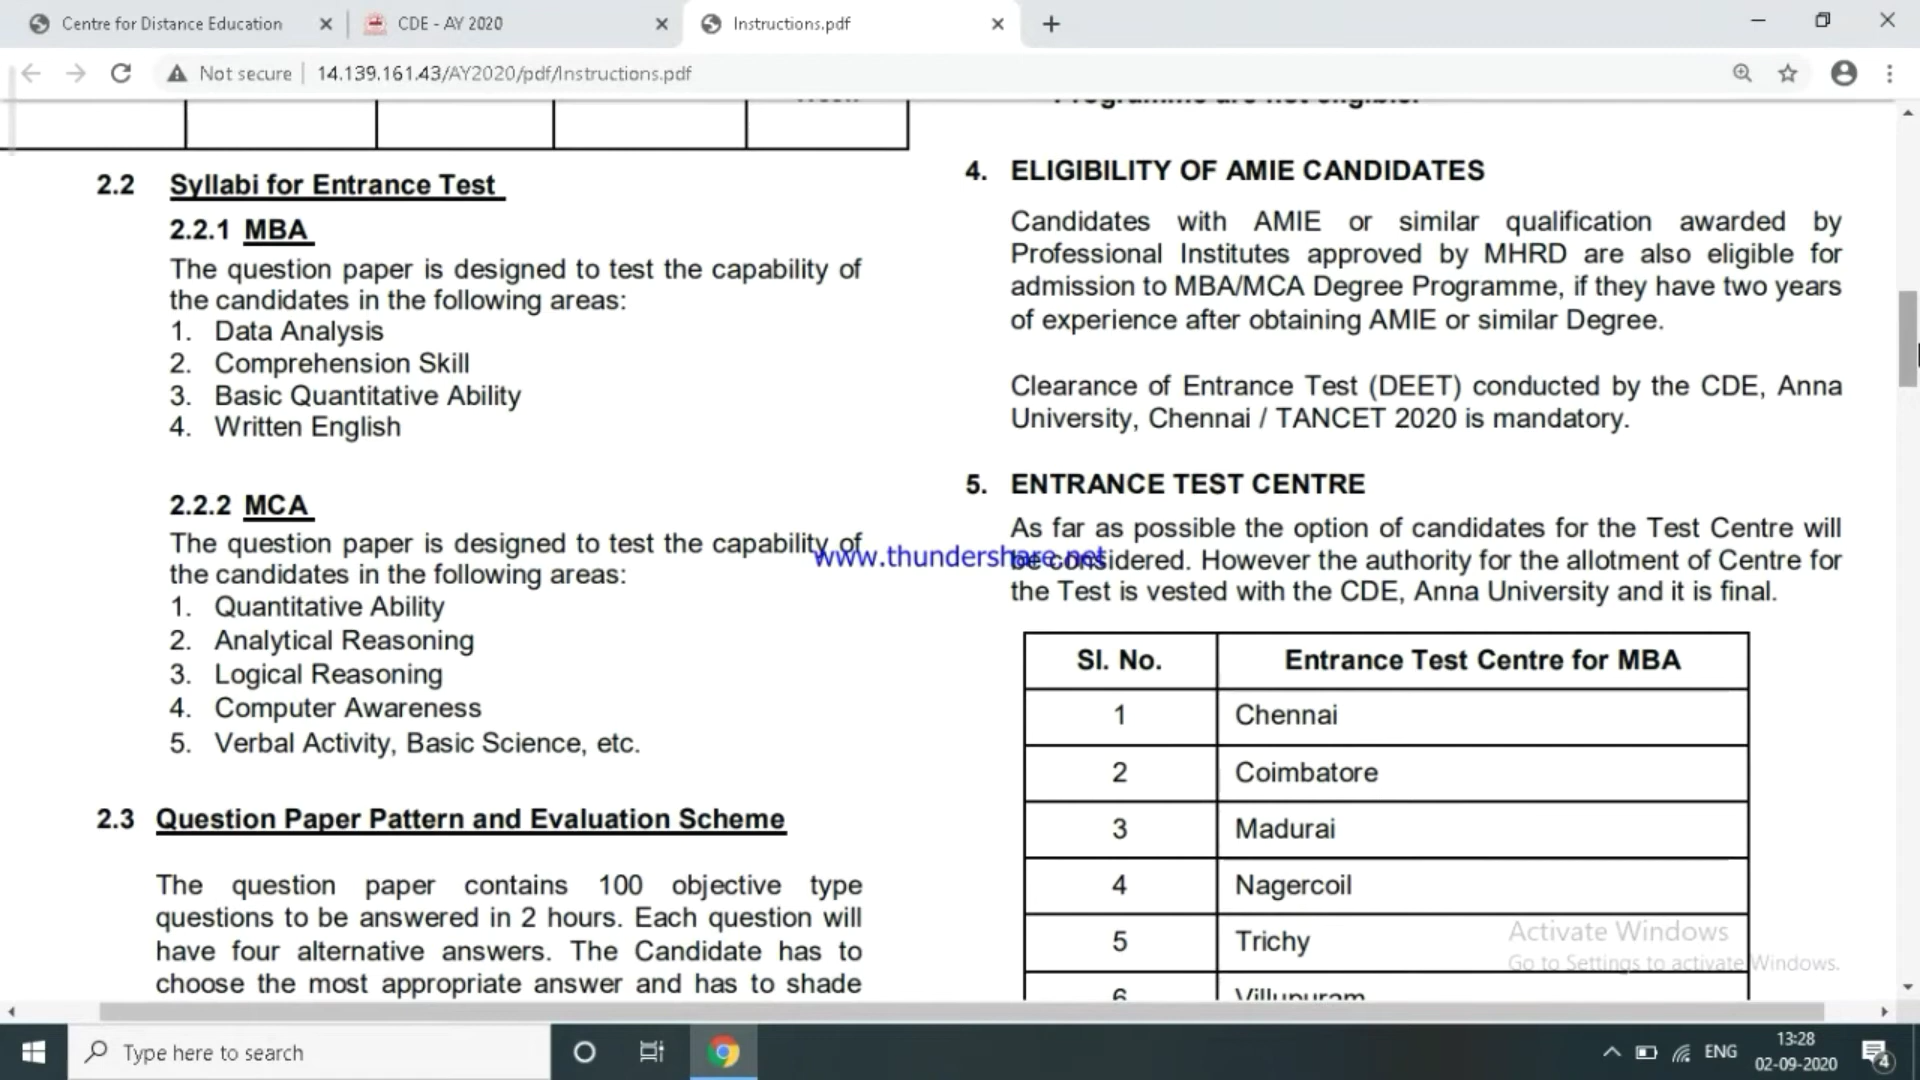 Centre for Distance Education
CDE - AY 2020
Instructions.pdf
Not secure
14.139.161.43/AY2020/pdf/Instructions.pdf
2.2 Syllabi for Entrance Test
2.2.1 MBA
The question paper is designed to test the capability of
the candidates in the following areas:
1. Data Analysis
2. Comprehension Skill
3. Basic Quantitative Ability
4. Written English
2.2.2 MCA
The question paper is designed to test the capability of
the candidates in the following areas:
1. Quantitative Ability
2. Analytical Reasoning
3. Logical Reasoning
4. Computer Awareness
5. Verbal Activity, Basic Science, etc.
2.3 Question Paper Pattern and Evaluation Scheme
The question paper contains 100 objective type
questions to be answered in 2 hours. Each question will
have four alternative answers. The Candidate has to
choose the most appropriate answer and has to shade
Programme are not eligible.
4. ELIGIBILITY OF AMIE CANDIDATES
Candidates with AMIE or similar qualification awarded by
Professional Institutes approved by MHRD are also eligible for
admission to MBA/MCA Degree Programme, if they have two years
of experience after obtaining AMIE or similar Degree.
Clearance of Entrance Test (DEET) conducted by the CDE, Anna
University, Chennai / TANCET 2020 is mandatory.
5. ENTRANCE TEST CENTRE
As far as possible the option of candidates for the Test Centre will
be considered. However the authority for the allotment of Centre for
the Test is vested with the CDE, Anna University and it is final.
Sl. No. Entrance Test Centre for MBA
1 Chennai
2 Coimbatore
3 Madurai
4 Nagercoil
5 Trichy
6 Villupuram
www.thundershare.net
Activate Windows
Go to Settings to activate Windows.
Type here to search
ENG
13:28
02-09-2020
4